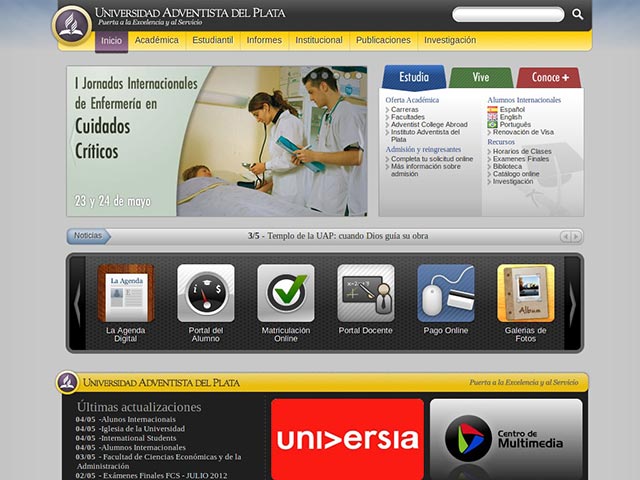 UNIVERSIDAD ADVENTISTA DEL PLATA
Puerta a la Excelencia y al Servicio
Inicio
Académica
Estudiantil
Informes
Institucional
Publicaciones
Investigación
I Jornadas Internacionales
de Enfermería en
Cuidados
Críticos
23 y 24 de mayo
Estudia
Vive
Conoce +
Oferta Académica
Carreras
Facultades
Adventist College Abroad
Instituto Adventista del
Plata
Admisión y reingresantes
Completa tu solicitud online
Más información sobre
admisión
Alumnos Internacionales
Español
English
Português
Renovación de Visa
Recursos
Horarios de Clases
Examenes Finales
Biblioteca
Catálogo online
Investigación
Noticias
3/5 - Templo de la UAP: cuando Dios guía su obra
La Agenda
La Agenda
Digital
Portal del
Alumno
Matriculación
Online
Portal Docente
Pago Online
Album
Galerías de
Fotos
UNIVERSIDAD ADVENTISTA DEL PLATA
Puerta a la Excelencia y al Servicio
Últimas actualizaciones
04/05 -Alunos Internacionais
04/05 -Iglesia de la Universidad
04/05 -International Students
04/05 -Alumnos Internacionales
03/05 - Facultad de Ciencias Económicas y de la
Administración
02/05 - Exámenes Finales FCS - JULIO 2012
universia
Centro de
Multimedia